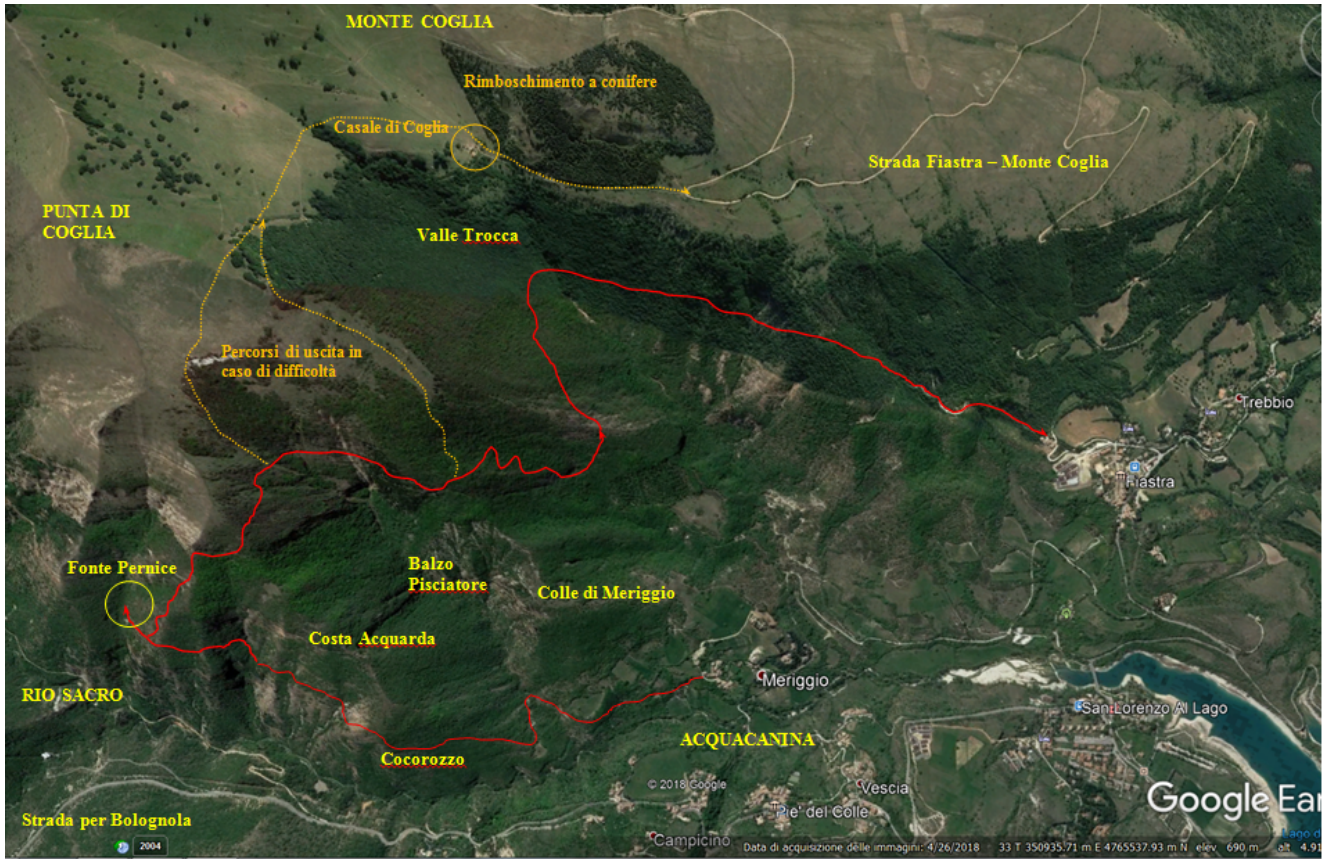 MONTE COGLIA
Rimboschimento a conifere
Casale di Coglia
Strada Fiastra – Monte Coglia
PUNTA DI
COGLIA
Valle Trocca
Percorsi di uscita in
caso di difficoltà
Trebbio
Fiastra
Fonte Pernice
Balzo
Pisciatore
Colle di Meriggio
Costa Acquarda
Meriggio
RIO SACRO
San Lorenzo Al Lago
ACQUACANINA
Cocorozzo
© 2018 Google
Vescia
Google Ear
Pie' del Colle
Strada per Bolognola
Lago d
2004
Campicino
Data di acquisizione delle immagini: 4/26/2018 33 T 350935.71 m E 4765537.93 m N elev 690 m alt 4.91